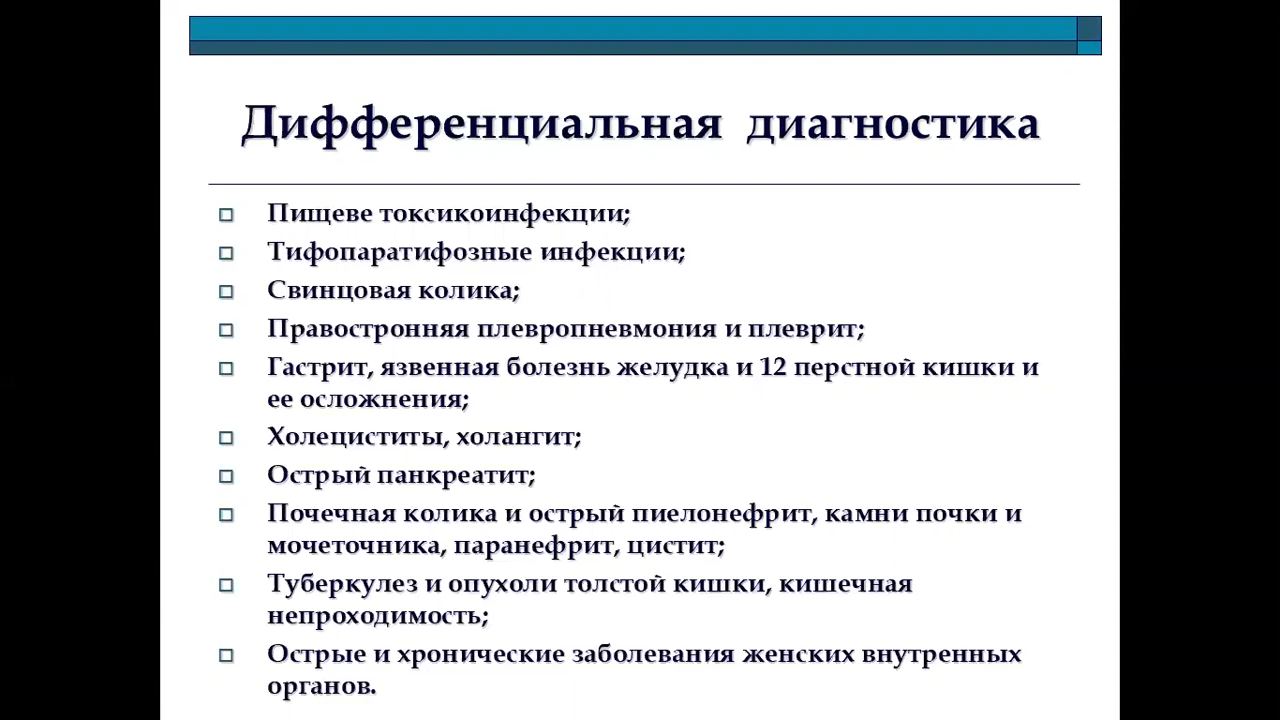 Дифференциальная диагностика
Пищеве токсикоинфекции;
Тифопаратифозные инфекции;
Свинцовая колика;
Правостронняя плевропневмония и плеврит;
Гастрит, язвенная болезнь желудка и 12 перстной кишки и
ее осложнения;
Холециститы, холангит;
Острый панкреатит;
Почечная колика и острый пиелонефрит, камни почки и
мочеточника, паранефрит, цистит;
Туберкулез и опухоли толстой кишки, кишечная
непроходимость;
Острые и хронические заболевания женских внутренных
органов.